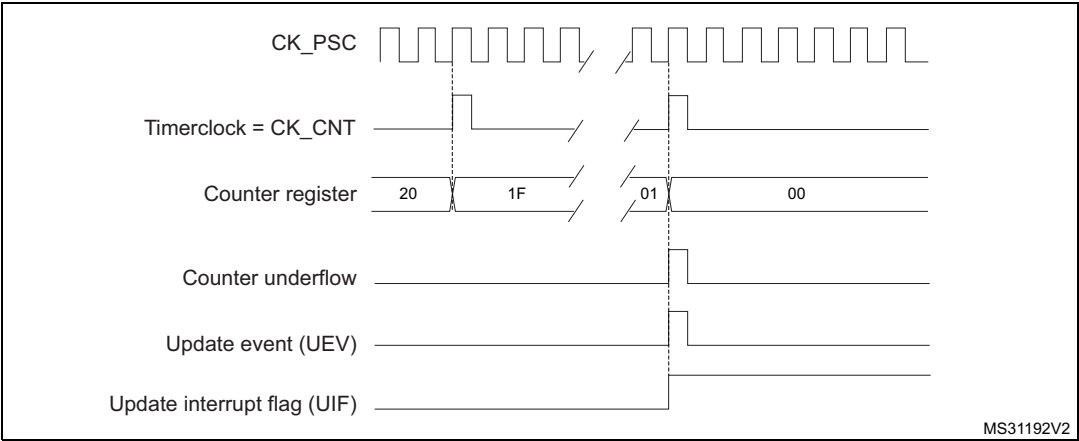 CK_PSC
Timerclock = CK_CNT
Counter register 20 1F 01 00
Counter underflow
Update event (UEV)
Update interrupt flag (UIF)
MS31192V2